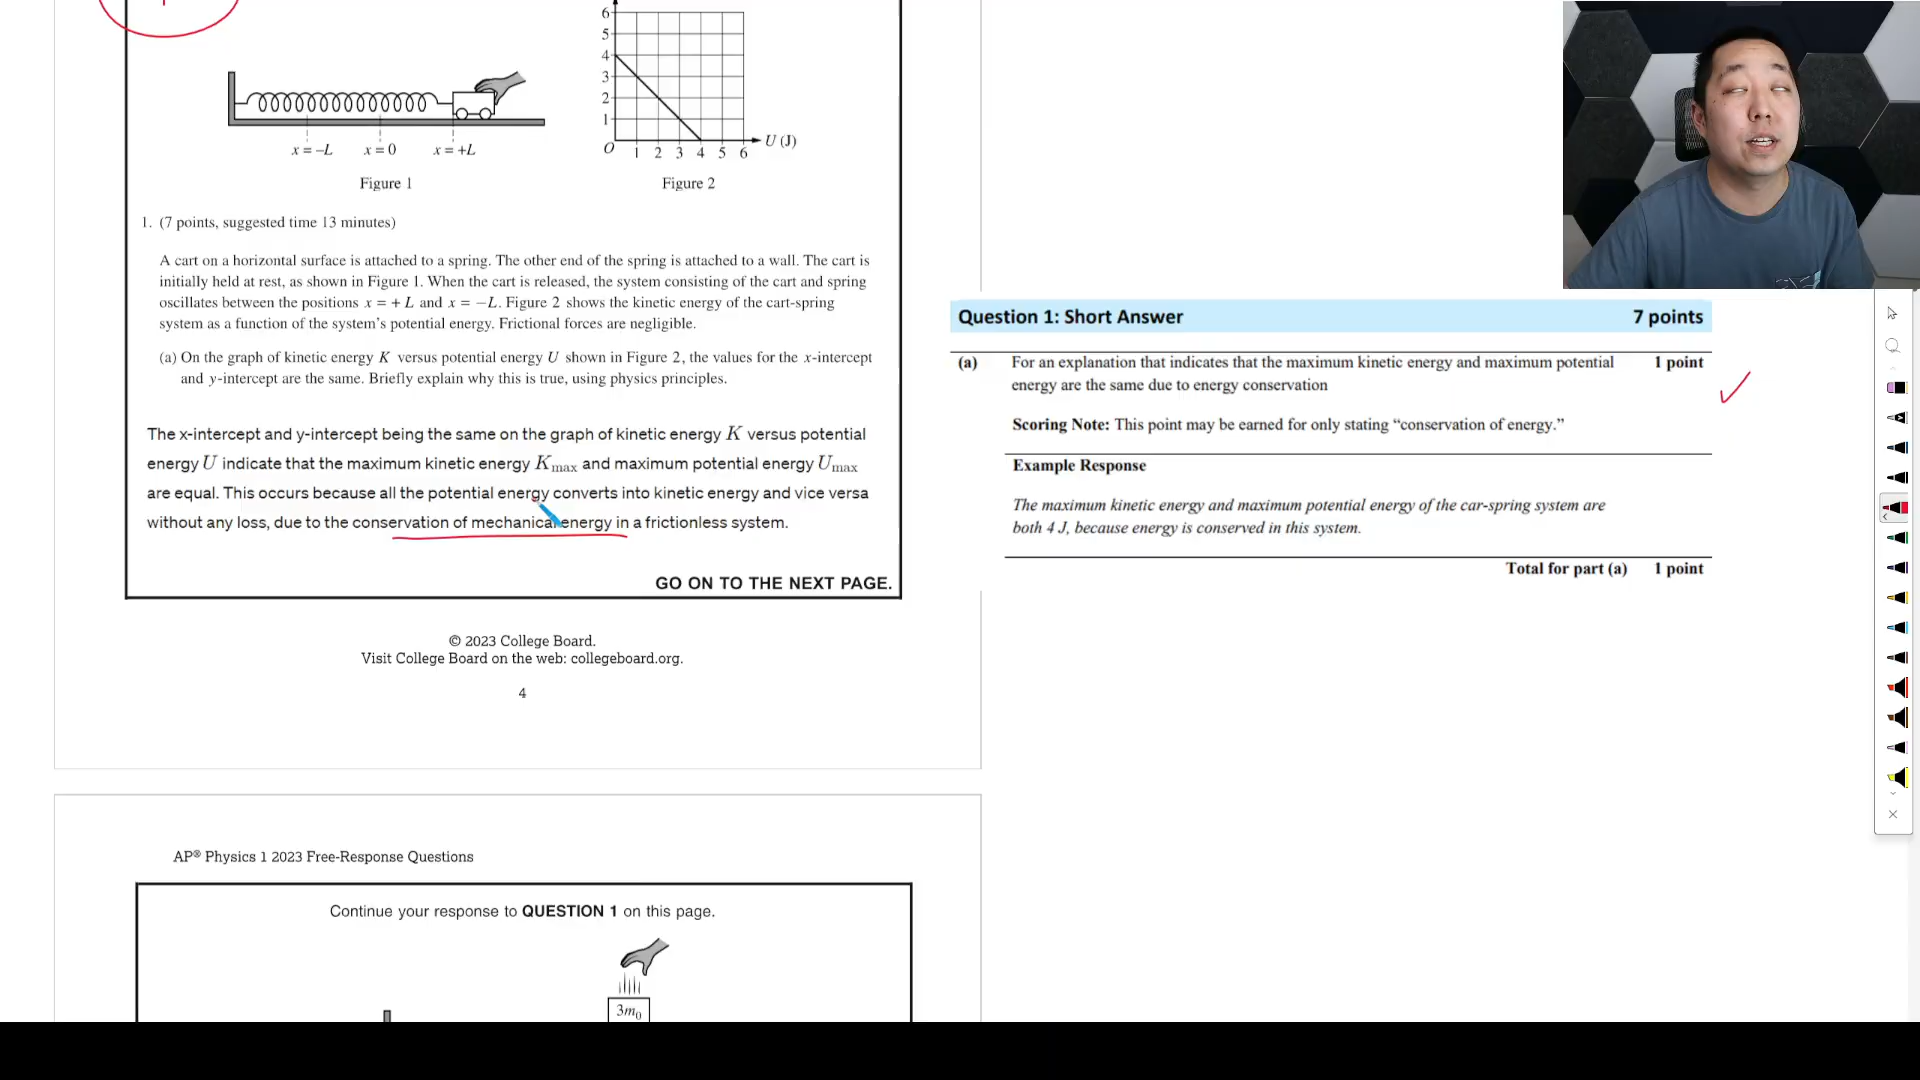 6
5
4
3
2
1
O
1 2 3 4 5 6
U (J)
x = −L x = 0 x = +L
Figure 1
Figure 2
1. (7 points, suggested time 13 minutes)
A cart on a horizontal surface is attached to a spring. The other end of the spring is attached to a wall. The cart is
initially held at rest, as shown in Figure 1. When the cart is released, the system consisting of the cart and spring
oscillates between the positions x = + L and x = −L. Figure 2 shows the kinetic energy of the cart-spring
system as a function of the system's potential energy. Frictional forces are negligible.
(a) On the graph of kinetic energy K versus potential energy U shown in Figure 2, the values for the x-intercept
and y-intercept are the same. Briefly explain why this is true, using physics principles.
The x-intercept and y-intercept being the same on the graph of kinetic energy K versus potential
energy U indicate that the maximum kinetic energy Kmax and maximum potential energy Umax
are equal. This occurs because all the potential energy converts into kinetic energy and vice versa
without any loss, due to the conservation of mechanical energy in a frictionless system.
GO ON TO THE NEXT PAGE.
© 2023 College Board.
Visit College Board on the web: collegeboard.org.
4
AP® Physics 1 2023 Free-Response Questions
Continue your response to QUESTION 1 on this page.
3m0
Question 1: Short Answer 7 points
(a) For an explanation that indicates that the maximum kinetic energy and maximum potential 1 point
energy are the same due to energy conservation
Scoring Note: This point may be earned for only stating “conservation of energy.”
Example Response
The maximum kinetic energy and maximum potential energy of the car-spring system are
both 4 J, because energy is conserved in this system.
Total for part (a) 1 point